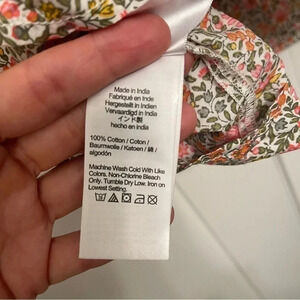 Made in India
Fabriqué en Inde
Hergestellt in Indien
Vervaardigd in India
インド製
hecho en india
100% Cotton / Coton /
Baumwolle / Katoen / 綿 /
algodón
Machine Wash Cold With Like
Colors. Non-Chlorine Bleach
Only. Tumble Dry Low. Iron on
Lowest Setting.